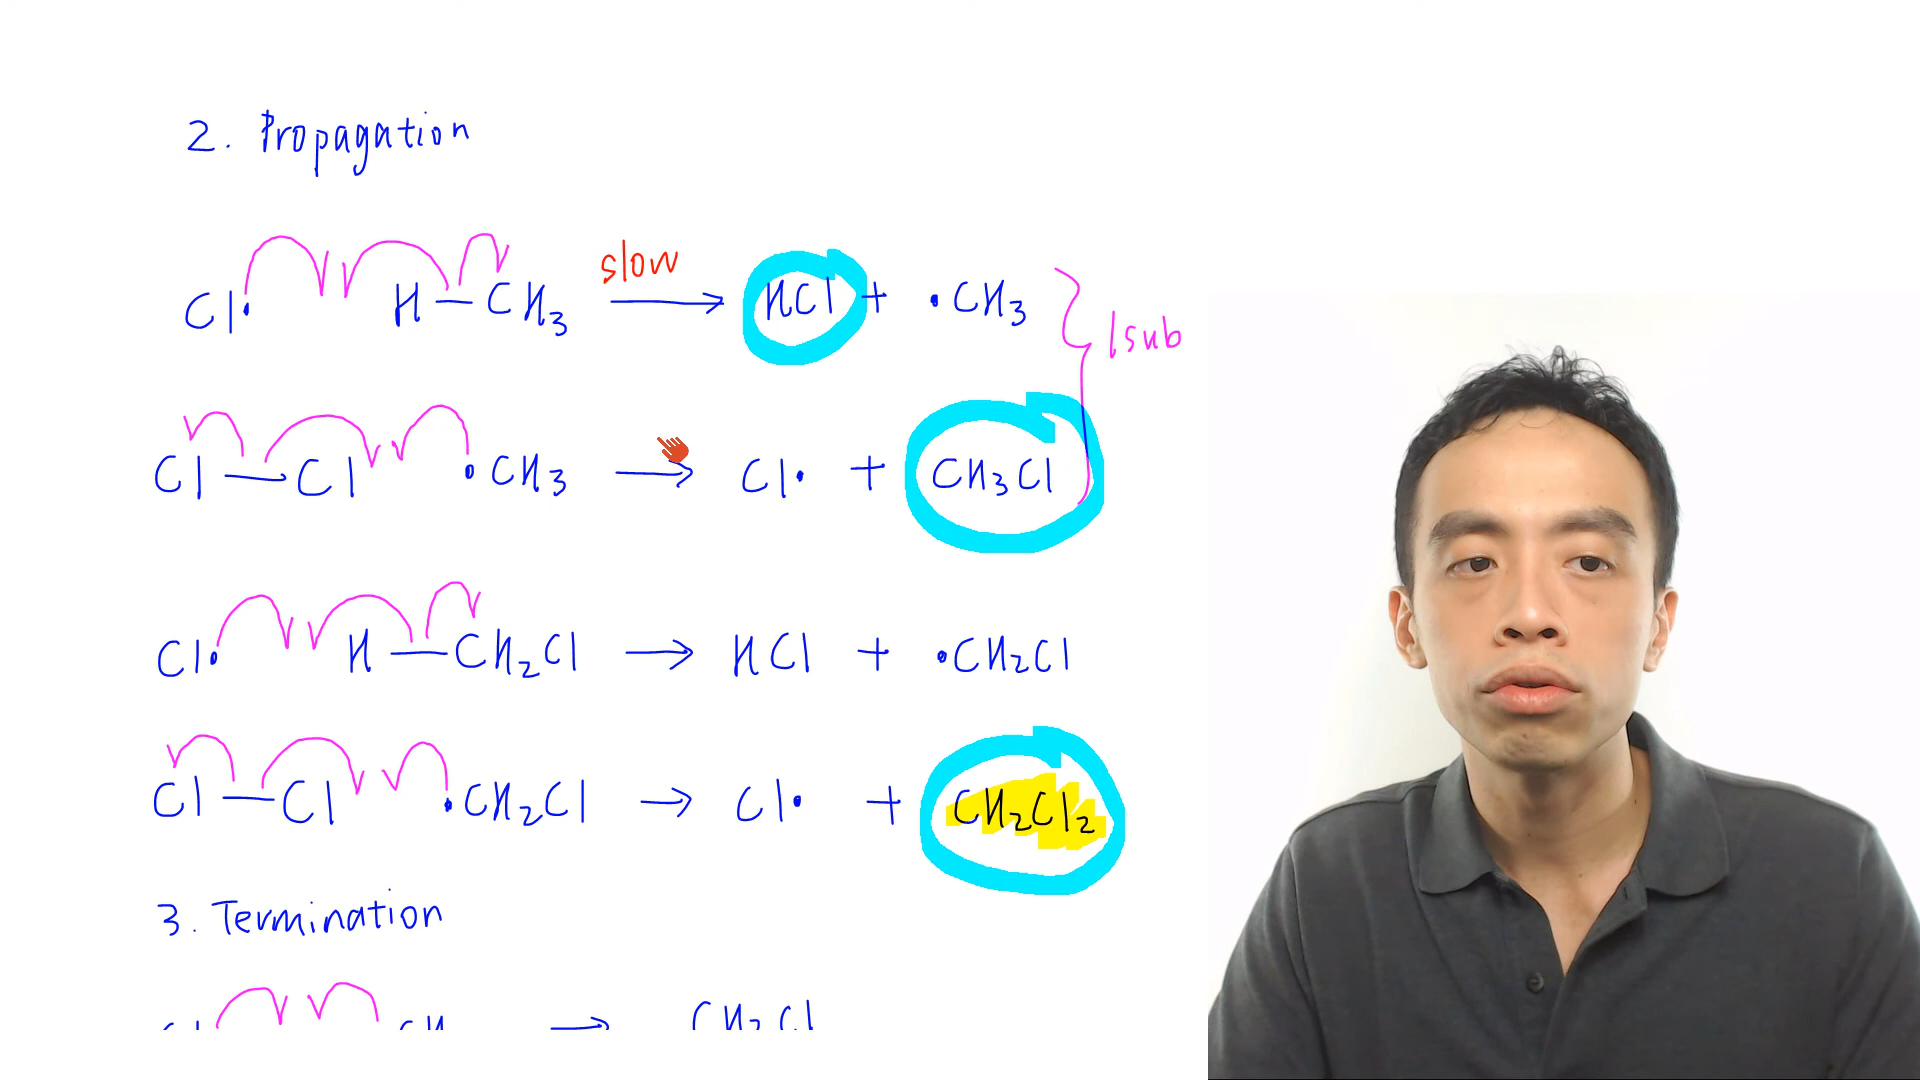 2. Propagation
Cl• H—CH₃ slow → HCl + •CH₃
1sub
Cl—Cl •CH₃ → Cl• + CH₃Cl
Cl• H—CH₂Cl → HCl + •CH₂Cl
Cl—Cl •CH₂Cl → Cl• + CH₂Cl₂
3. Termination